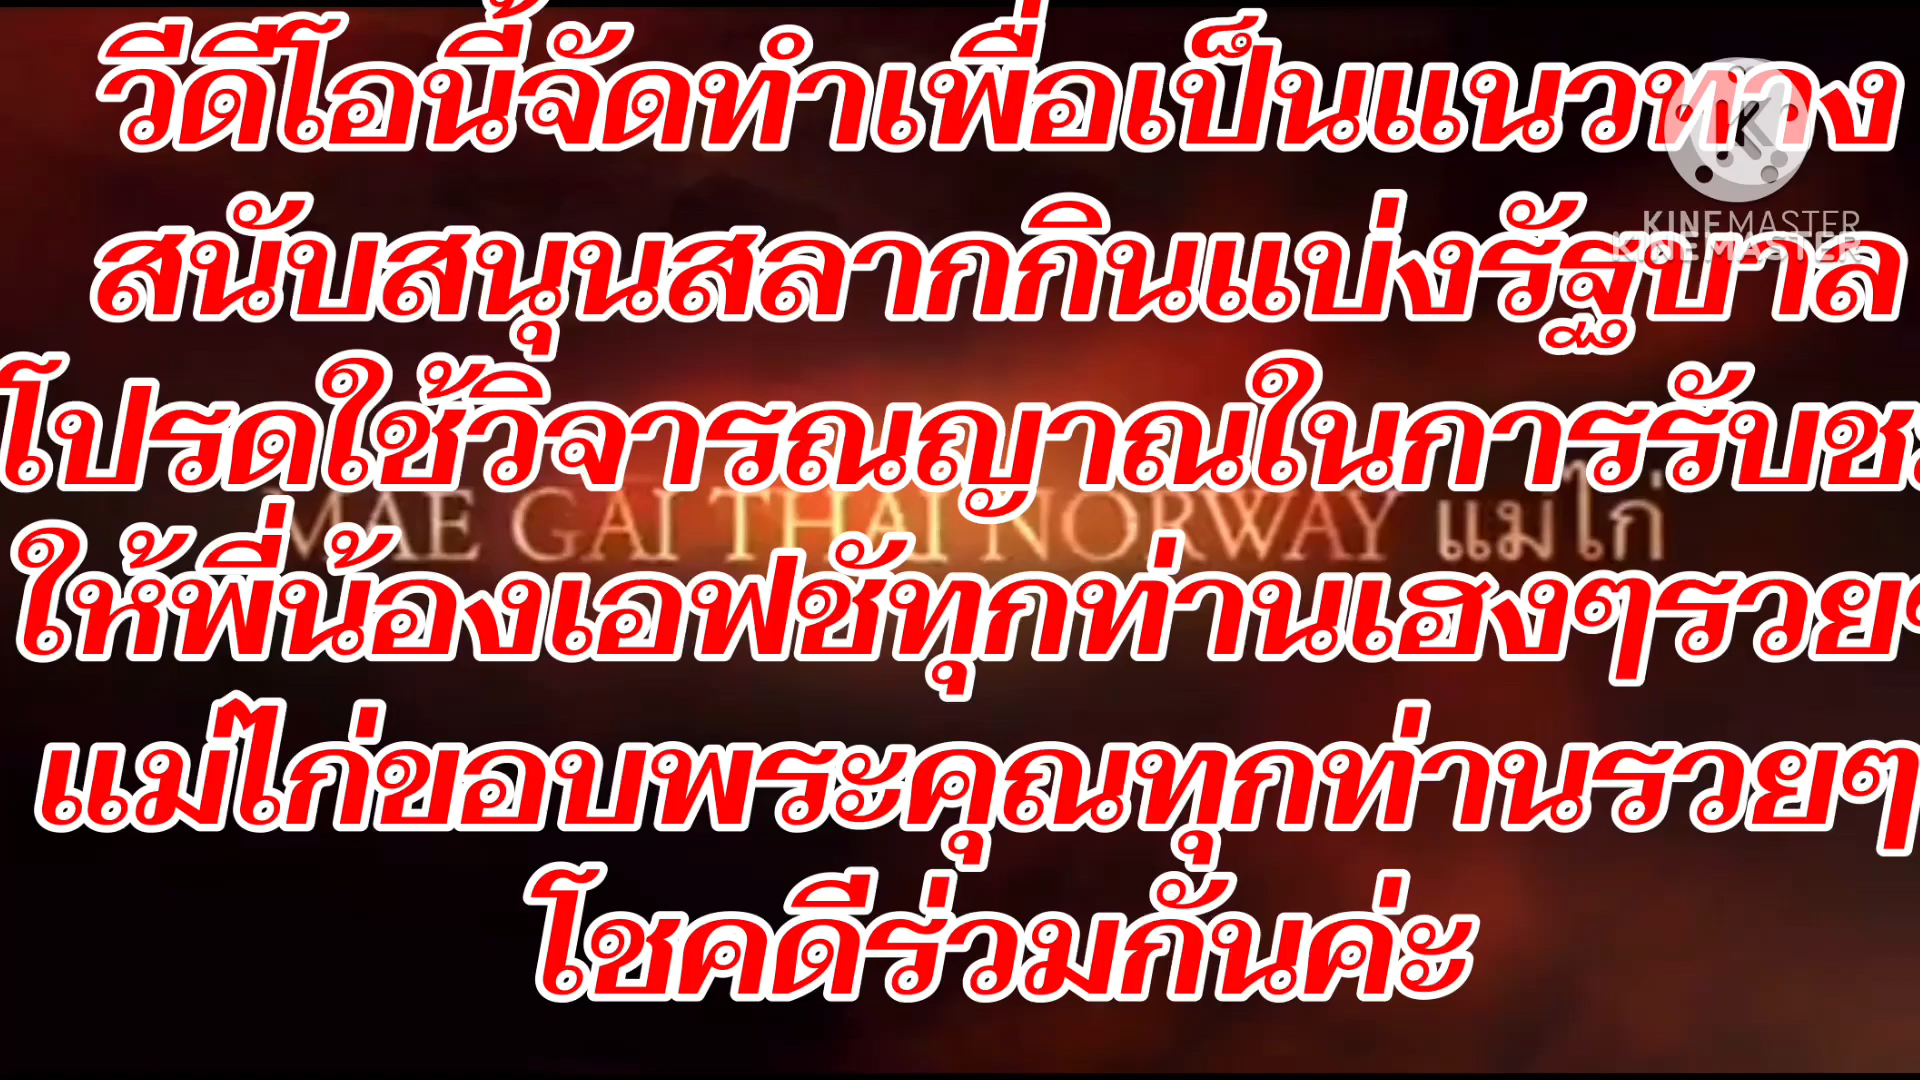 วีดีโอนี้จัดทำเพื่อเป็นแนวทาง
สนับสนุนสลากกินแบ่งรัฐบาล
โปรดใช้วิจารณญาณในการรับช
MAE GAI THAI NORWAY แม่ไก่
ให้พี่น้องเอฟซีทุกท่านเฮงๆรวยๆ
แม่ไก่ขอบพระคุณทุกท่านรวยๆ
โชคดีร่วมกันค่ะ
KINEMASTER
KINEMASTER